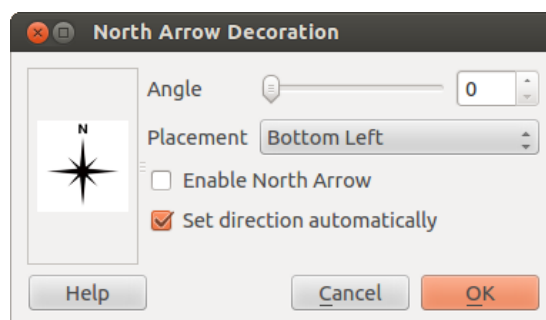 North Arrow Decoration
Angle 0
N
Placement Bottom Left
Enable North Arrow
Set direction automatically
Help Cancel OK